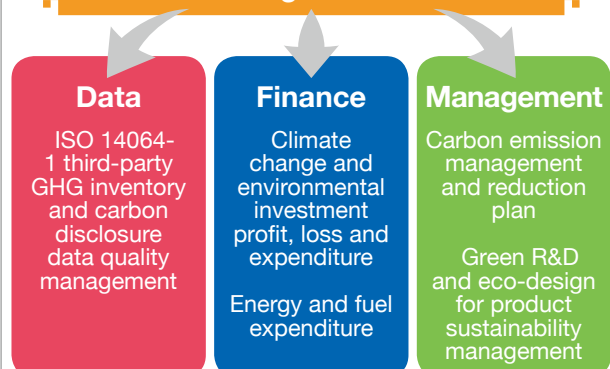 Data
ISO 14064-
1 third-party
GHG inventory
and carbon
disclosure
data quality
management
Finance
Climate
change and
environmental
investment
profit, loss and
expenditure
Energy and fuel
expenditure
Management
Carbon emission
management
and reduction
plan
Green R&D
and eco-design
for product
sustainability
management